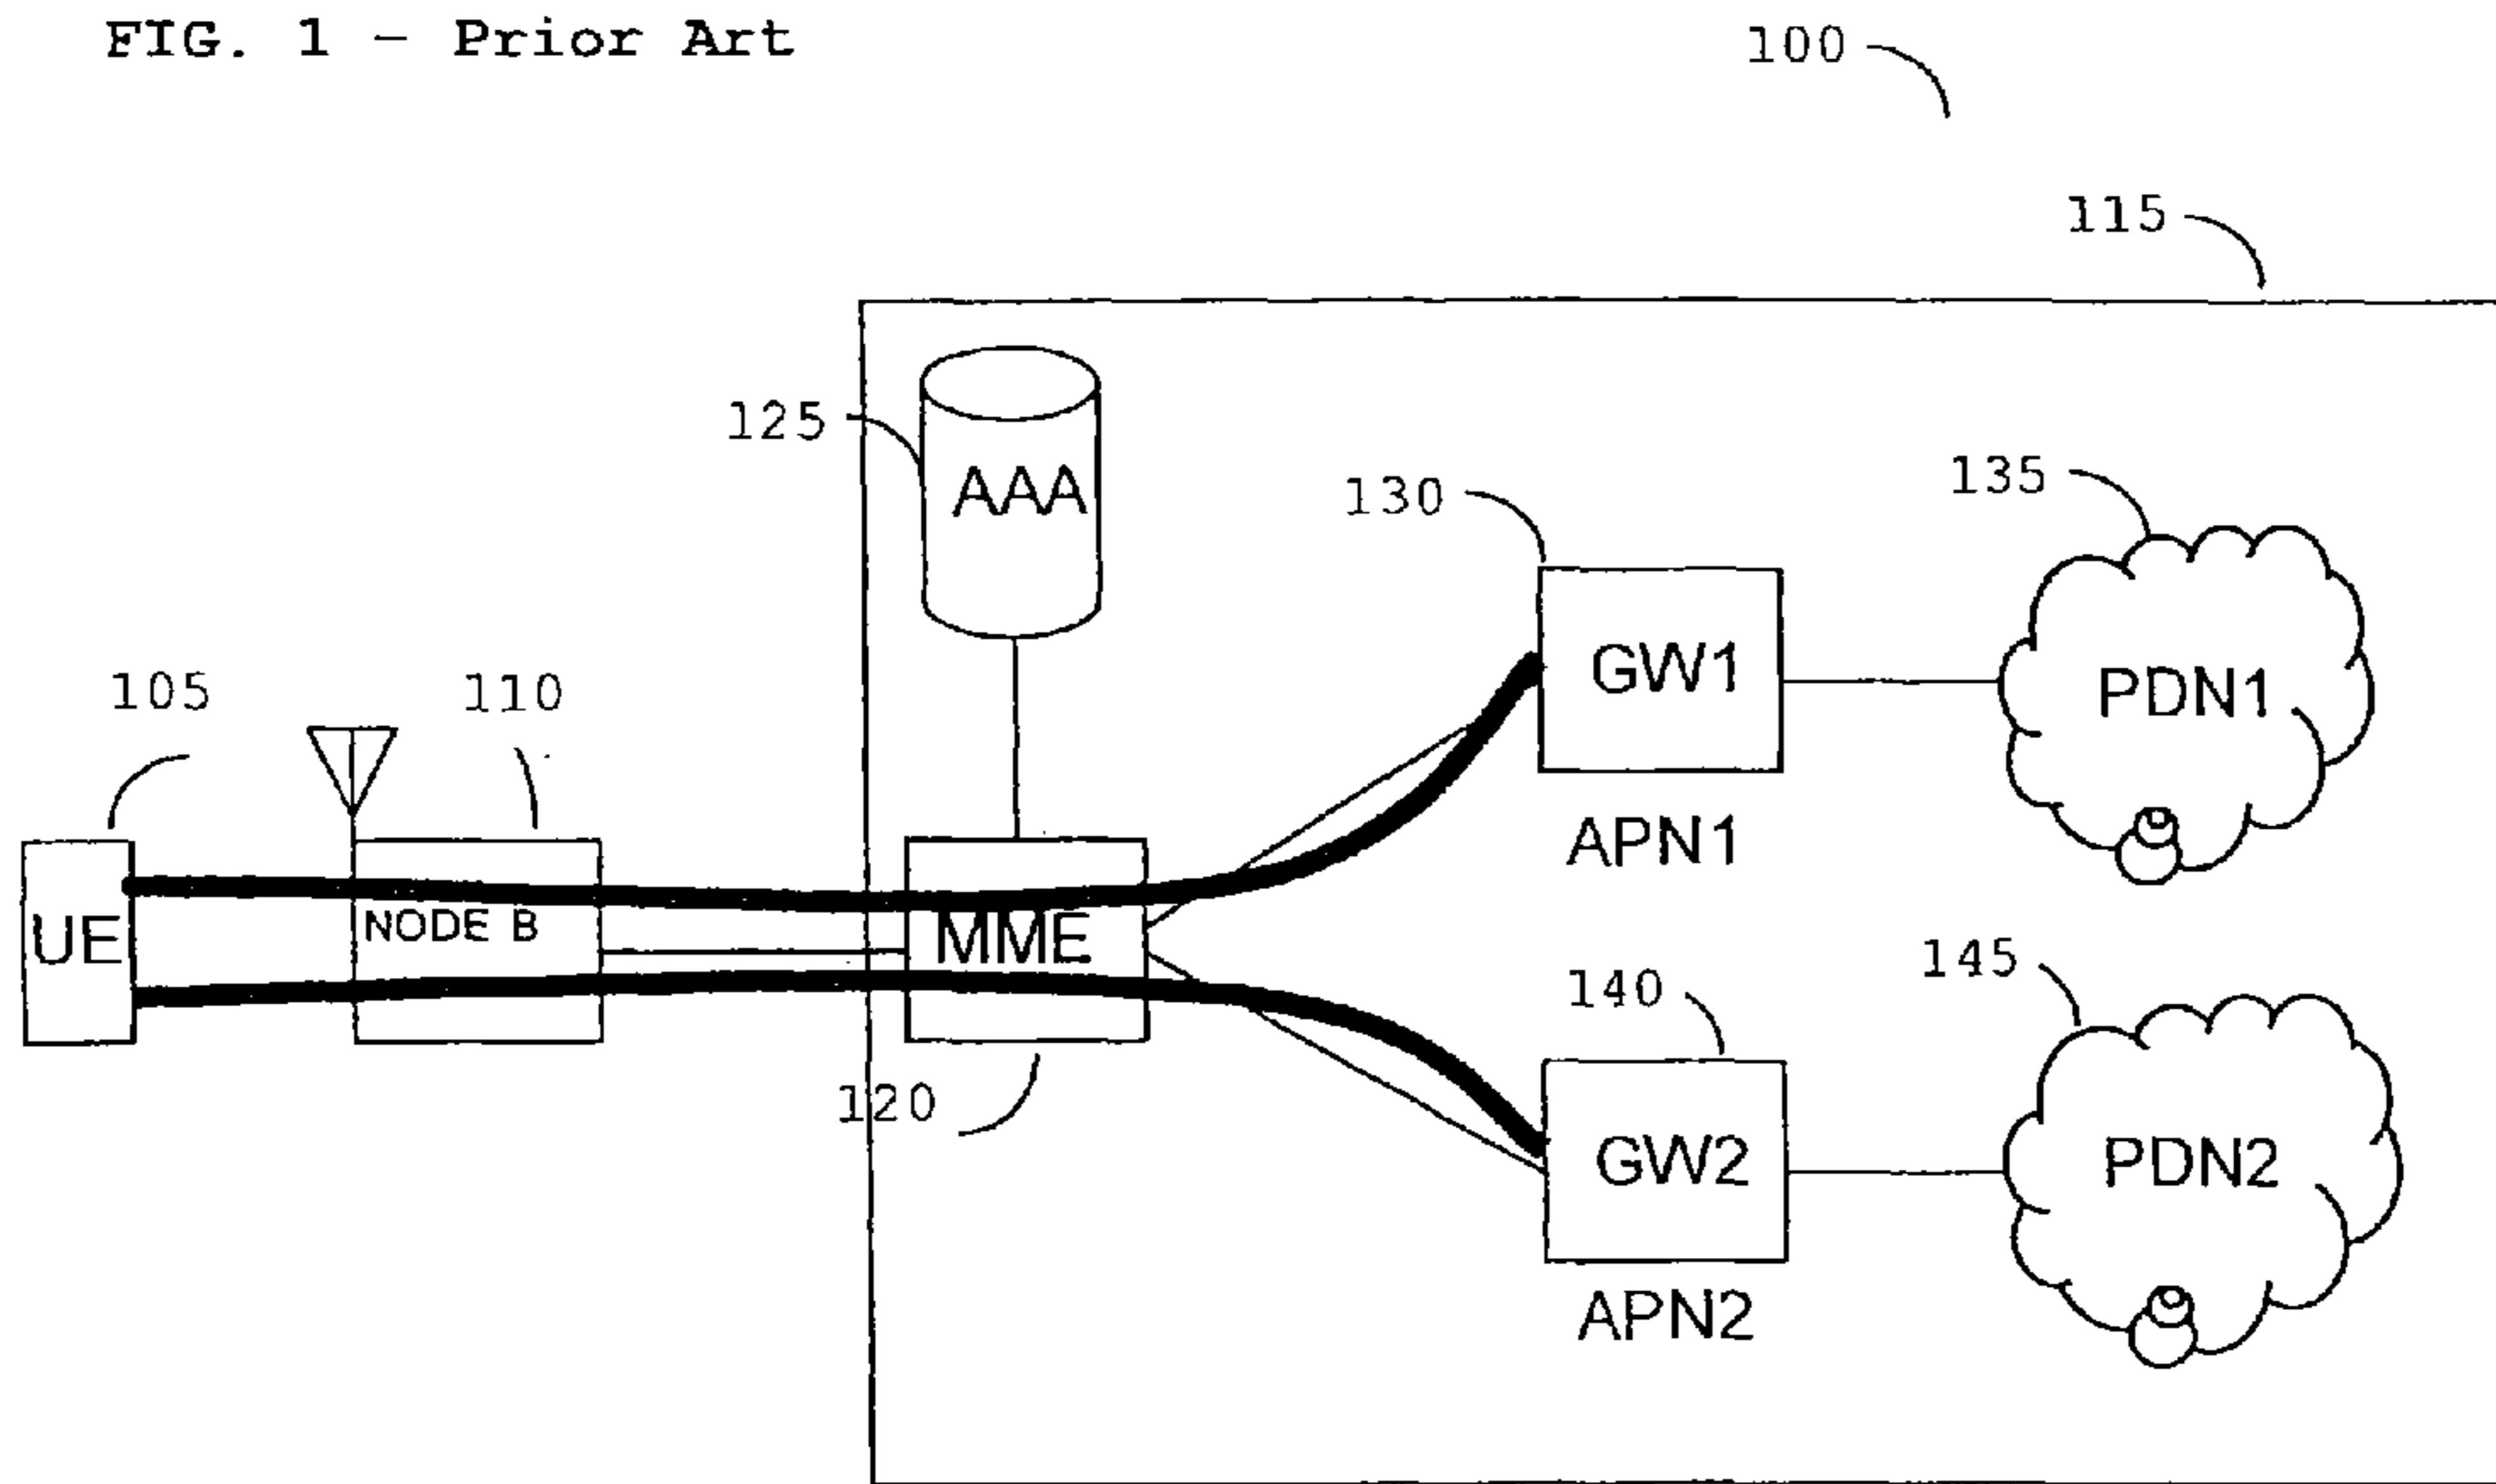 FIG. 1 — Prior Art
100
115
125
AAA
130
135
GW1
PDN1
105
110
APN1
UE
NODE B
MME
140
145
120
GW2
PDN2
APN2